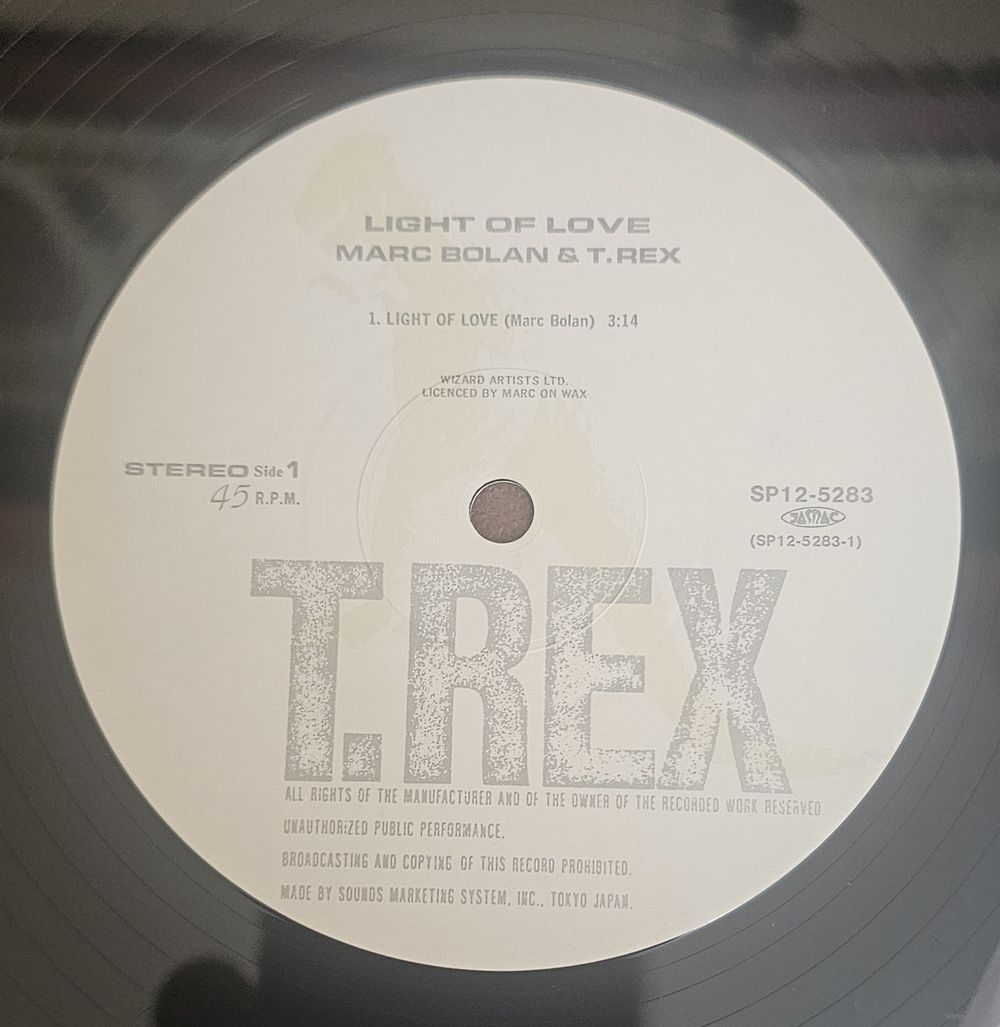 LIGHT OF LOVE
MARC BOLAN & T.REX
1. LIGHT OF LOVE (Marc Bolan) 3:14
WIZARD ARTISTS LTD.
LICENCED BY MARC ON WAX
STEREO Side 1
45 R.P.M.
SP12-5283
JASRAC
(SP12-5283-1)
T.REX
ALL RIGHTS OF THE MANUFACTURER AND OF THE OWNER OF THE RECORDED WORK RESERVED.
UNAUTHORIZED PUBLIC PERFORMANCE.
BROADCASTING AND COPYING OF THIS RECORD PROHIBITED.
MADE BY SOUNDS MARKETING SYSTEM, INC., TOKYO JAPAN.